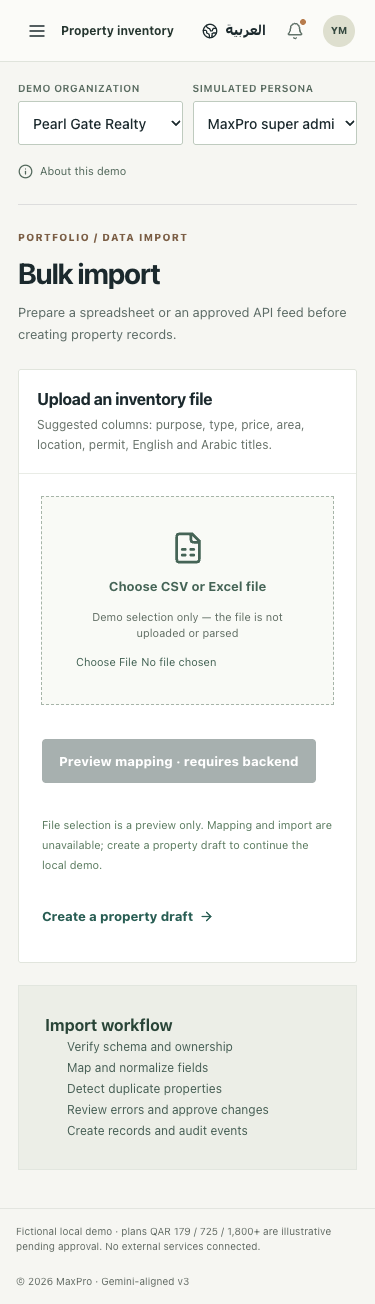 Property inventory
العربية
YM
DEMO ORGANIZATION
SIMULATED PERSONA
Pearl Gate Realty
MaxPro super admi
About this demo
PORTFOLIO / DATA IMPORT
Bulk import
Prepare a spreadsheet or an approved API feed before
creating property records.
Upload an inventory file
Suggested columns: purpose, type, price, area,
location, permit, English and Arabic titles.
Choose CSV or Excel file
Demo selection only — the file is not
uploaded or parsed
Choose File No file chosen
Preview mapping · requires backend
File selection is a preview only. Mapping and import are
unavailable; create a property draft to continue the
local demo.
Create a property draft →
Import workflow
Verify schema and ownership
Map and normalize fields
Detect duplicate properties
Review errors and approve changes
Create records and audit events
Fictional local demo · plans QAR 179 / 725 / 1,800+ are illustrative
pending approval. No external services connected.
© 2026 MaxPro · Gemini-aligned v3